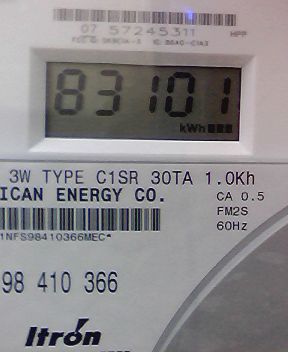 07 57245311 HPP
83101
kWh
3W TYPE C1SR 30TA 1.0Kh
ICAN ENERGY CO.
CA 0.5
FM2S
60Hz
1NFS98410366MEC*
98 410 366
Itron